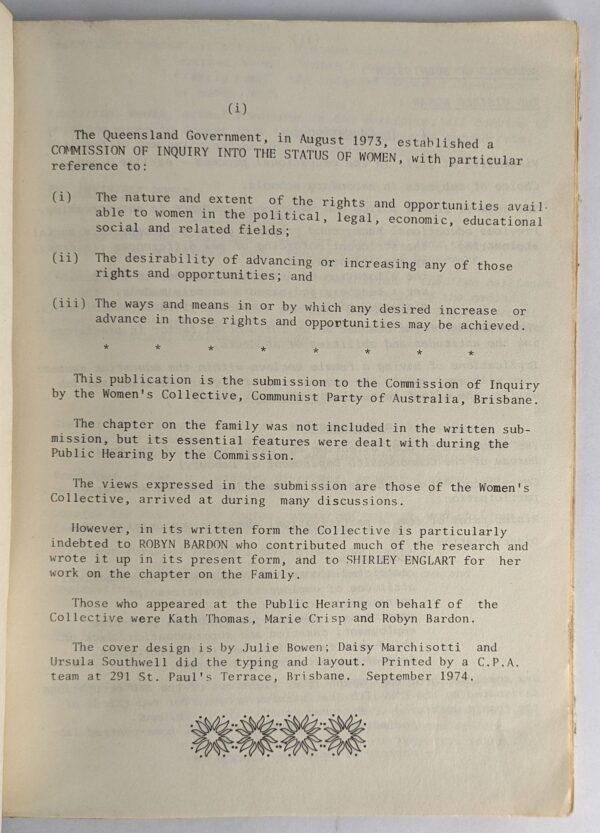 (i)
The Queensland Government, in August 1973, established a
COMMISSION OF INQUIRY INTO THE STATUS OF WOMEN, with particular
reference to:
(i) The nature and extent of the rights and opportunities avail-
able to women in the political, legal, economic, educational
social and related fields;
(ii) The desirability of advancing or increasing any of those
rights and opportunities; and
(iii) The ways and means in or by which any desired increase or
advance in those rights and opportunities may be achieved.
* * * * * * * *
This publication is the submission to the Commission of Inquiry
by the Women's Collective, Communist Party of Australia, Brisbane.
The chapter on the family was not included in the written sub-
mission, but its essential features were dealt with during the
Public Hearing by the Commission.
The views expressed in the submission are those of the Women's
Collective, arrived at during many discussions.
However, in its written form the Collective is particularly
indebted to ROBYN BARDON who contributed much of the research and
wrote it up in its present form, and to SHIRLEY ENGLART for her
work on the chapter on the Family.
Those who appeared at the Public Hearing on behalf of the
Collective were Kath Thomas, Marie Crisp and Robyn Bardon.
The cover design is by Julie Bowen; Daisy Marchisotti and
Ursula Southwell did the typing and layout. Printed by a C.P.A.
team at 291 St. Paul's Terrace, Brisbane. September 1974.